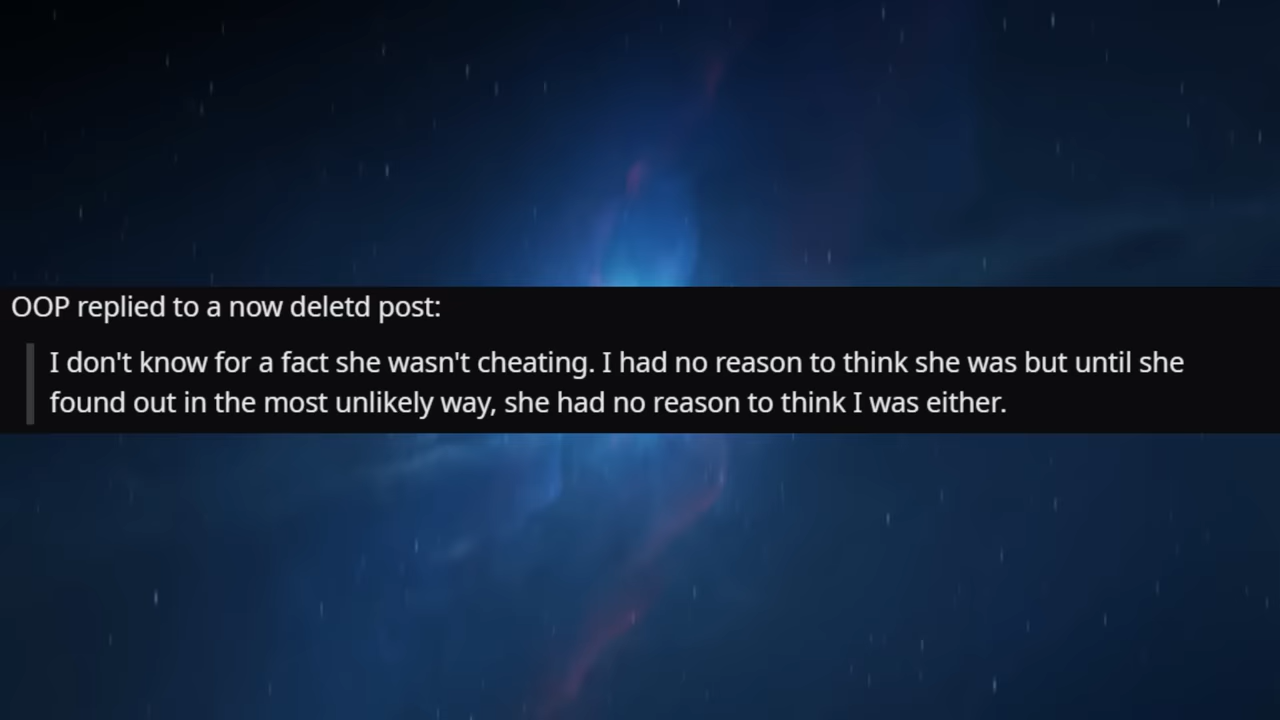 OOP replied to a now deletd post:
I don't know for a fact she wasn't cheating. I had no reason to think she was but until she
found out in the most unlikely way, she had no reason to think I was either.